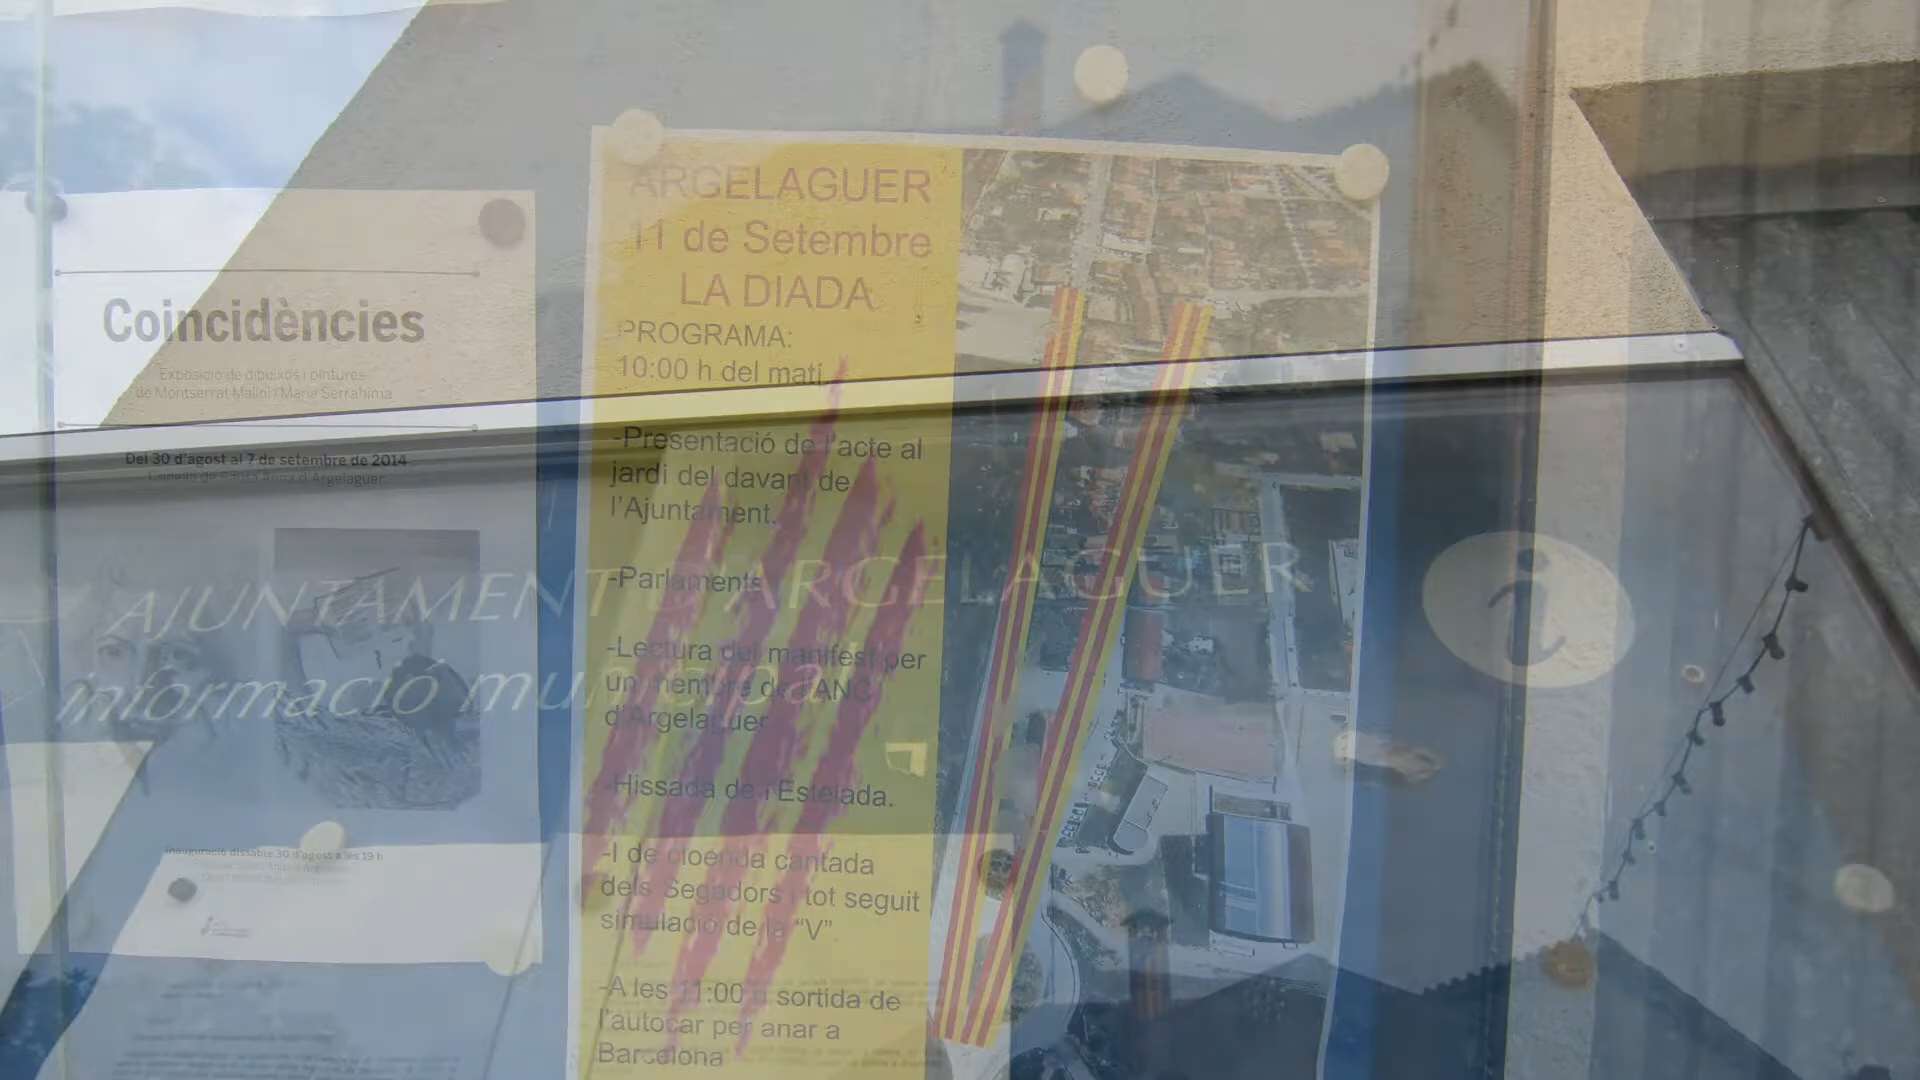 Coincidències
Exposició de dibuixos i pintures
de Montserrat Mallol i Maria Serrahima
Del 30 d'agost al 7 de setembre de 2014
Inauguració dissabte 30 d'agost a les 19 h
ARGELAGUER
11 de Setembre
LA DIADA
PROGRAMA:
10:00 h del matí
-Presentació de l'acte al
jardí del davant de
l'Ajuntament.
-Parlaments
-Lectura del manifest per
un membre de l'ANC
d'Argelaguer
-Hissada de l'Estelada.
-I de cloenda cantada
dels Segadors i tot seguit
simulació de la "V"
-A les 11:00 h sortida de
l'autocar per anar a
Barcelona
AJUNTAMENT D'ARGELAGUER
informació municipal
i